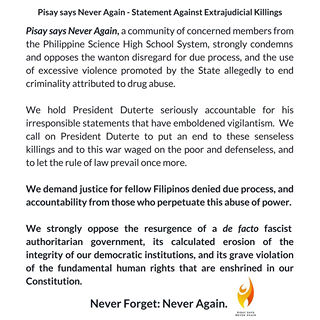 Pisay says Never Again - Statement Against Extrajudicial Killings
Pisay says Never Again, a community of concerned members from
the Philippine Science High School System, strongly condemns
and opposes the wanton disregard for due process, and the use
of excessive violence promoted by the State allegedly to end
criminality attributed to drug abuse.
We hold President Duterte seriously accountable for his
irresponsible statements that have emboldened vigilantism. We
call on President Duterte to put an end to these senseless
killings and to this war waged on the poor and defenseless, and
to let the rule of law prevail once more.
We demand justice for fellow Filipinos denied due process, and
accountability from those who perpetuate this abuse of power.
We strongly oppose the resurgence of a de facto fascist
authoritarian government, its calculated erosion of the
integrity of our democratic institutions, and its grave violation
of the fundamental human rights that are enshrined in our
Constitution.
Never Forget: Never Again.
PISAY SAYS
NEVER AGAIN